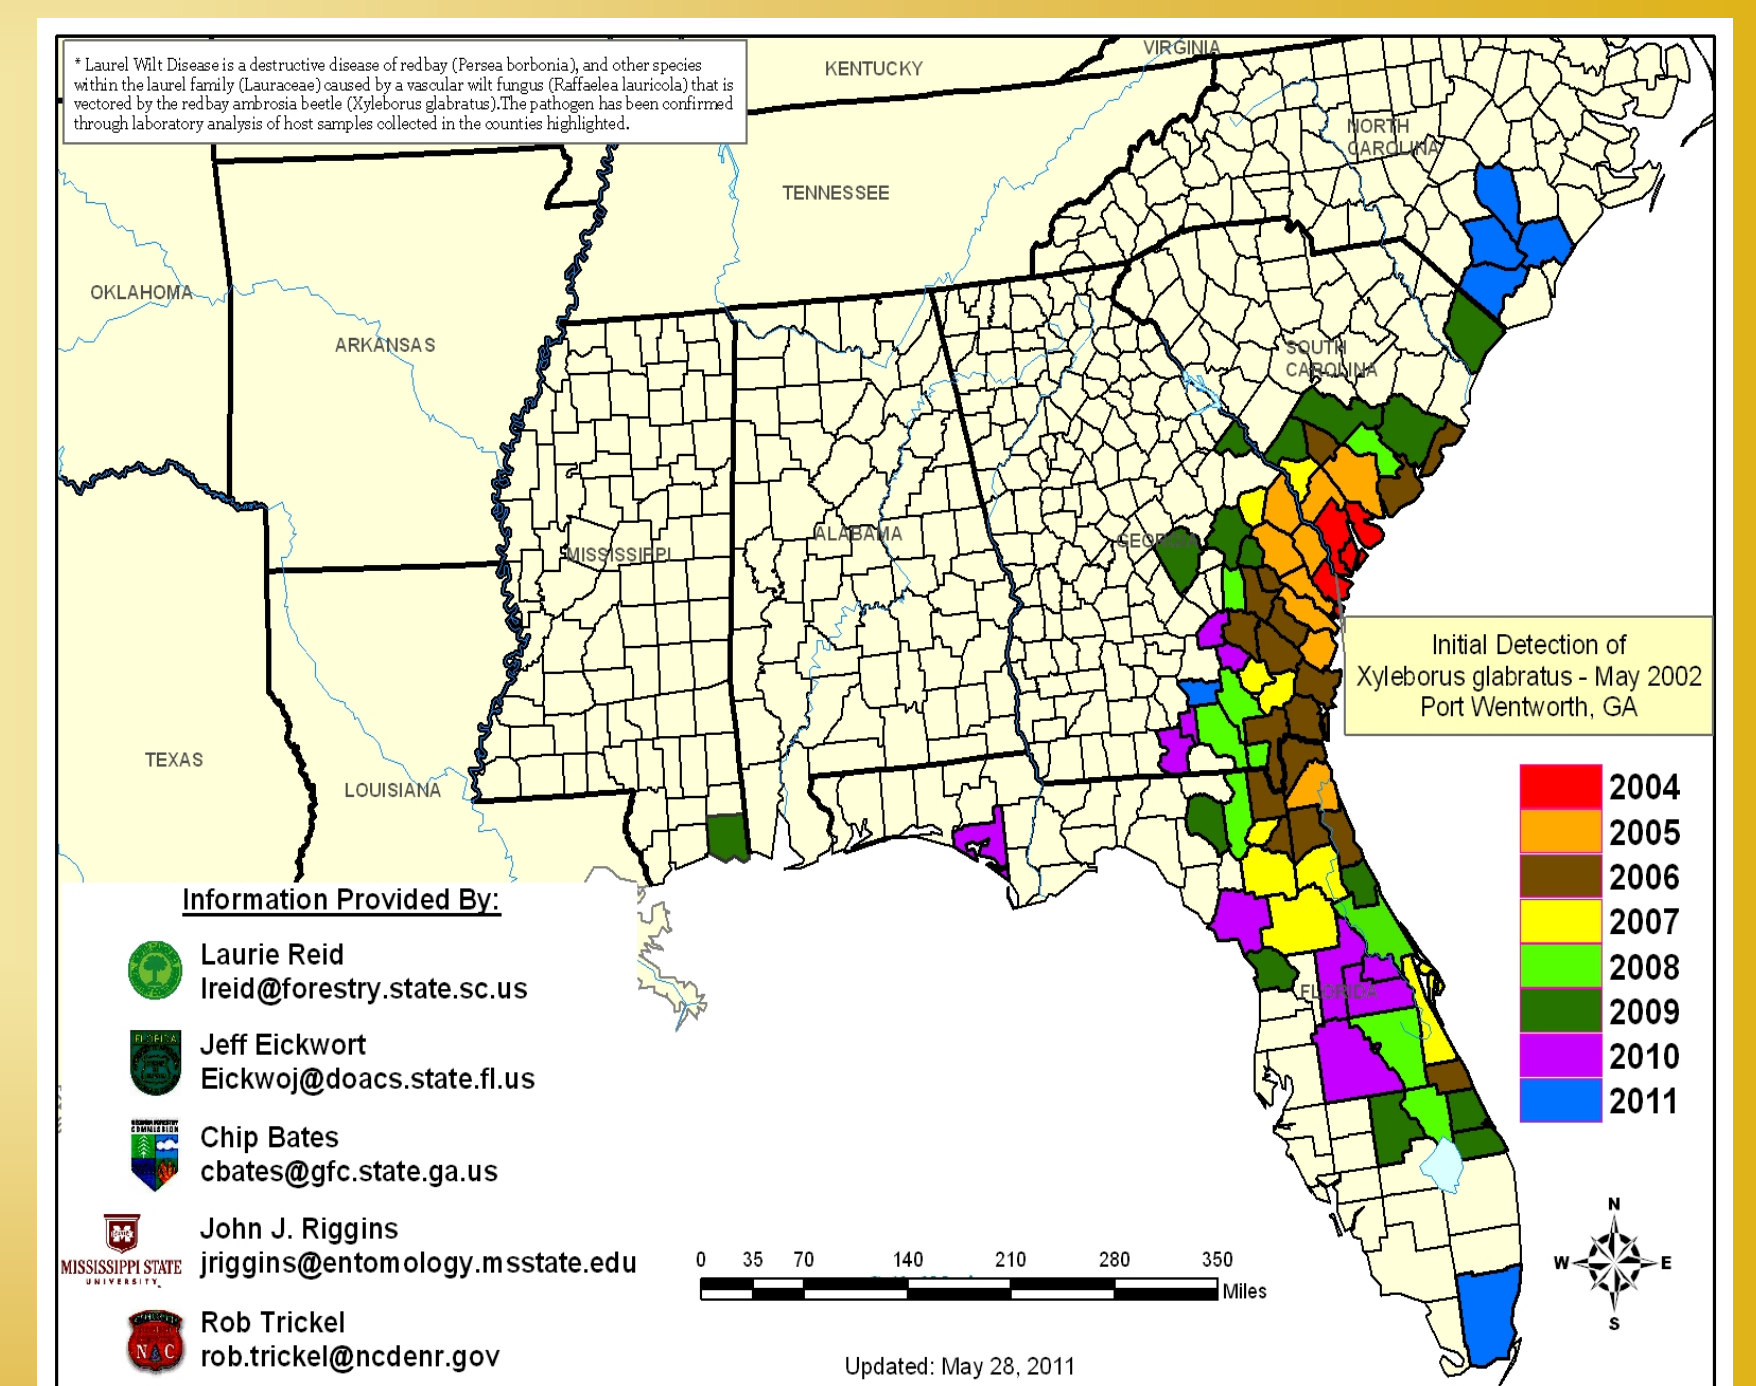 * Laurel Wilt Disease is a destructive disease of redbay (Persea borbonia), and other species
within the laurel family (Lauraceae) caused by a vascular wilt fungus (Raffaelea lauricola) that is
vectored by the redbay ambrosia beetle (Xyleborus glabratus).The pathogen has been confirmed
through laboratory analysis of host samples collected in the counties highlighted.
VIRGINIA
KENTUCKY
NORTH
CAROLINA
TENNESSEE
OKLAHOMA
ARKANSAS
SOUTH
CAROLINA
MISSISSIPPI
ALABAMA
GEORGIA
TEXAS
LOUISIANA
FLORIDA
Initial Detection of
Xyleborus glabratus - May 2002
Port Wentworth, GA
2004
2005
2006
2007
2008
2009
2010
2011
Information Provided By:
Laurie Reid
lreid@forestry.state.sc.us
FLORIDA
Jeff Eickwort
Eickwoj@doacs.state.fl.us
COMMISSION
Chip Bates
cbates@gfc.state.ga.us
MISSISSIPPI STATE
UNIVERSITY
John J. Riggins
jriggins@entomology.msstate.edu
N C
Rob Trickel
rob.trickel@ncdenr.gov
0 35 70 140 210 280 350
Miles
N
W E
S
Updated: May 28, 2011